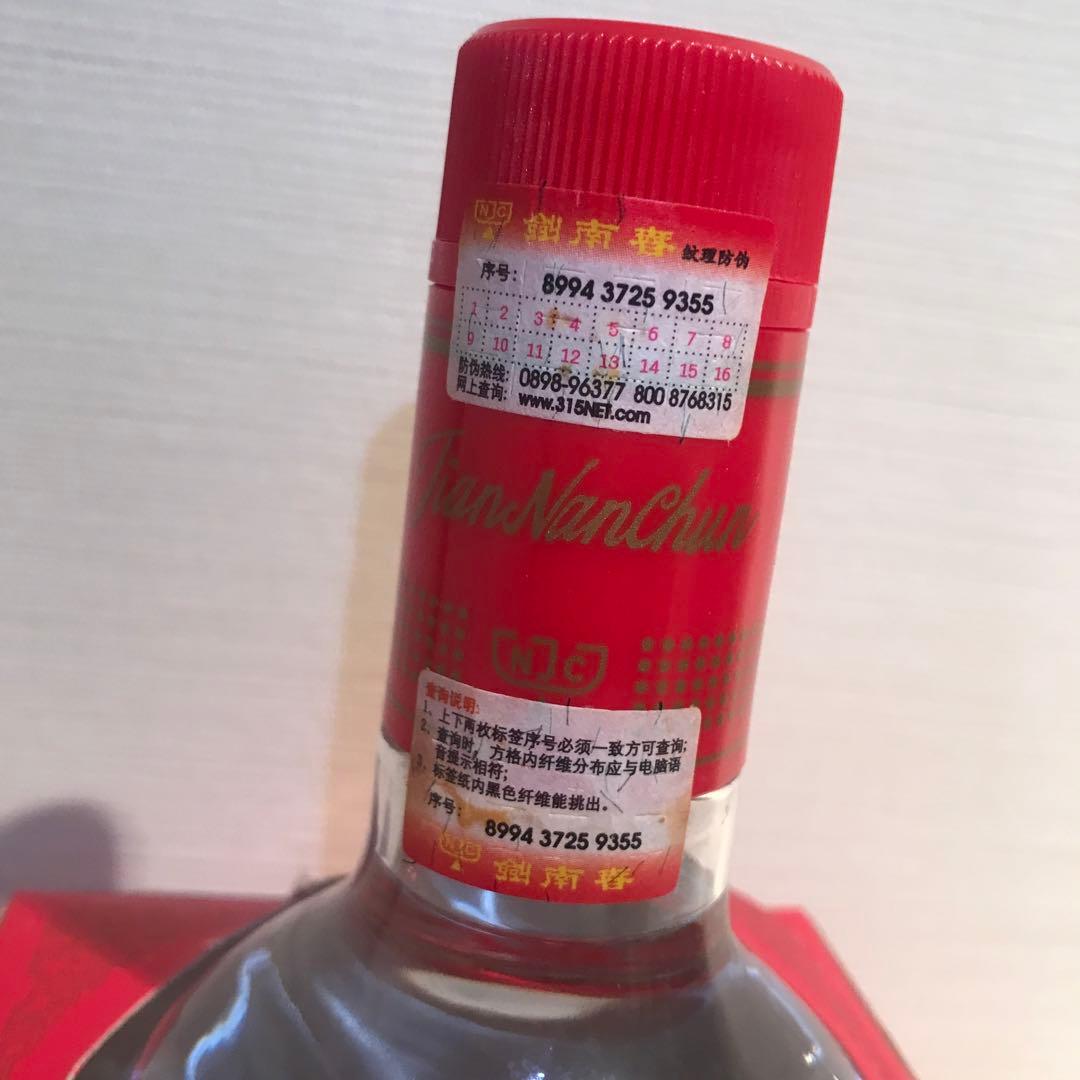 NJC
剑南春 纹理防伪
序号: 8994 3725 9355
1 2 3 4 5 6 7 8
9 10 11 12 13 14 15 16
防伪热线: 0898-96377 800 8768315
网上查询: www.315NET.com
JianNanChun
NJC
查询说明:
1、上下两枚标签序号必须一致方可查询;
2、查询时，方格内纤维分布应与电脑语
音提示相符;
3、标签纸内黑色纤维能挑出。
序号: 8994 3725 9355
剑南春